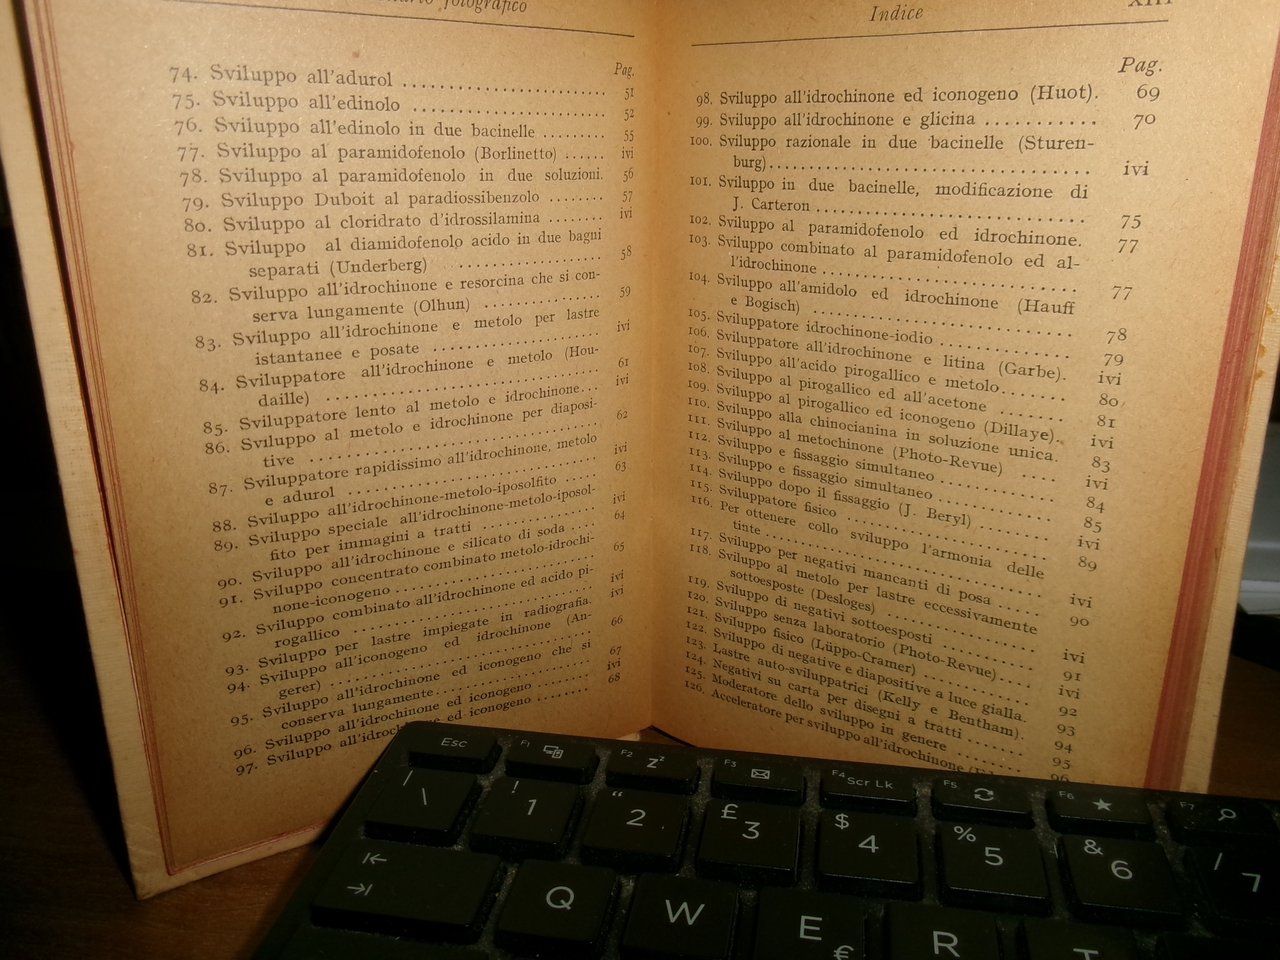 fotografico
Pag.
74. Sviluppo all'adurol . . . . . . . . . . . . . . . . . . . . 51
75. Sviluppo all'edinolo . . . . . . . . . . . . . . . . . . . . 52
76. Sviluppo all'edinolo in due bacinelle . . . . . . . . 55
77. Sviluppo al paramidofenolo (Borlinetto) . . . . . . ivi
78. Sviluppo al paramidofenolo in due soluzioni. 56
79. Sviluppo Duboit al paradiossibenzolo . . . . . . . 57
80. Sviluppo al cloridrato d'idrossilamina . . . . . . . . ivi
81. Sviluppo al diamidofenolo acido in due bagni
separati (Underberg) . . . . . . . . . . . . . . . . . 58
82. Sviluppo all'idrochinone e resorcina che si con-
serva lungamente (Olhun) . . . . . . . . . . . . . . 59
83. Sviluppo all'idrochinone e metolo per lastre
istantanee e posate . . . . . . . . . . . . . . . . . . ivi
84. Sviluppatore all'idrochinone e metolo (Hou-
daille) . . . . . . . . . . . . . . . . . . . . . . . . . . . . 61
85. Sviluppatore lento al metolo e idrochinone. . . ivi
86. Sviluppo al metolo e idrochinone per diaposi-
tive . . . . . . . . . . . . . . . . . . . . . . . . . . . . . . 62
87. Sviluppatore rapidissimo all'idrochinone, metolo
e adurol . . . . . . . . . . . . . . . . . . . . . . . . . . ivi
88. Sviluppo all'idrochinone-metolo-iposolfito . . . . . 63
89. Sviluppo speciale all'idrochinone-metolo-iposol-
fito per immagini a tratti . . . . . . . . . . . . . . ivi
90. Sviluppo all'idrochinone e silicato di soda . . . . 64
91. Sviluppo concentrato combinato metolo-idrochi-
none-iconogeno . . . . . . . . . . . . . . . . . . . . . 65
92. Sviluppo combinato all'idrochinone ed acido pi-
rogallico . . . . . . . . . . . . . . . . . . . . . . . . . . ivi
93. Sviluppo per lastre impiegate in radiografia. ivi
94. Sviluppo all'iconogeno ed idrochinone (An-
gerer) . . . . . . . . . . . . . . . . . . . . . . . . . . . . 66
95. Sviluppo all'idrochinone ed iconogeno che si
conserva lungamente. . . . . . . . . . . . . . . . . . 67
96. Sviluppo all'idrochinone ed iconogeno . . . . . . . . ivi
97. Sviluppo all'idroc ed iconogeno . . . . . . . . 68
Indice XIII
Pag.
98. Sviluppo all'idrochinone ed iconogeno (Huot). 69
99. Sviluppo all'idrochinone e glicina . . . . . . . . . . 70
100. Sviluppo razionale in due bacinelle (Sturen-
burg) . . . . . . . . . . . . . . . . . . . . . . . . . . . . . . ivi
101. Sviluppo in due bacinelle, modificazione di
J. Carteron . . . . . . . . . . . . . . . . . . . . . . . . . 75
102. Sviluppo al paramidofenolo ed idrochinone. 77
103. Sviluppo combinato al paramidofenolo ed al-
l'idrochinone . . . . . . . . . . . . . . . . . . . . . . . . 77
104. Sviluppo all'amidolo ed idrochinone (Hauff
e Bogisch) . . . . . . . . . . . . . . . . . . . . . . . . . . 78
105. Sviluppatore idrochinone-iodio . . . . . . . . . . . . 79
106. Sviluppatore all'idrochinone e litina (Garbe). ivi
107. Sviluppo all'acido pirogallico e metolo. . . . . . . 80
108. Sviluppo al pirogallico ed all'acetone . . . . . . . 81
109. Sviluppo al pirogallico ed iconogeno (Dillaye). ivi
110. Sviluppo alla chinocianina in soluzione unica. 83
111. Sviluppo al metochinone (Photo-Revue) . . . . . ivi
112. Sviluppo e fissaggio simultaneo . . . . . . . . . . . . 84
113. Sviluppo e fissaggio simultaneo . . . . . . . . . . . . 85
114. Sviluppo dopo il fissaggio (J. Beryl) . . . . . . . . ivi
115. Sviluppatore fisico . . . . . . . . . . . . . . . . . . . . . 89
116. Per ottenere collo sviluppo l'armonia delle
tinte . . . . . . . . . . . . . . . . . . . . . . . . . . . . . . ivi
117. Sviluppo per negativi mancanti di posa . . . . . 90
118. Sviluppo al metolo per lastre eccessivamente
sottoesposte (Desloges) . . . . . . . . . . . . . . . . . ivi
119. Sviluppo di negativi sottoesposti . . . . . . . . . . . 91
120. Sviluppo senza laboratorio (Photo-Revue) . . . . ivi
121. Sviluppo fisico (Lüppo-Cramer) . . . . . . . . . . . . 92
122. Sviluppo di negative e diapositive a luce gialla. 93
123. Lastre auto-sviluppatrici (Kelly e Bentham). 94
124. Negativi su carta per disegni a tratti . . . . . . . 95
125. Moderatore dello sviluppo in genere . . . . . . . 96
126. Acceleratore per sviluppo all'idrochinone
Esc F1 F2 Zz F3 F4 Scr Lk F5 F6 F7
| \ ! 1 “ 2 £ 3 $ 4 % 5 & 6 / 7
Q W E € R T